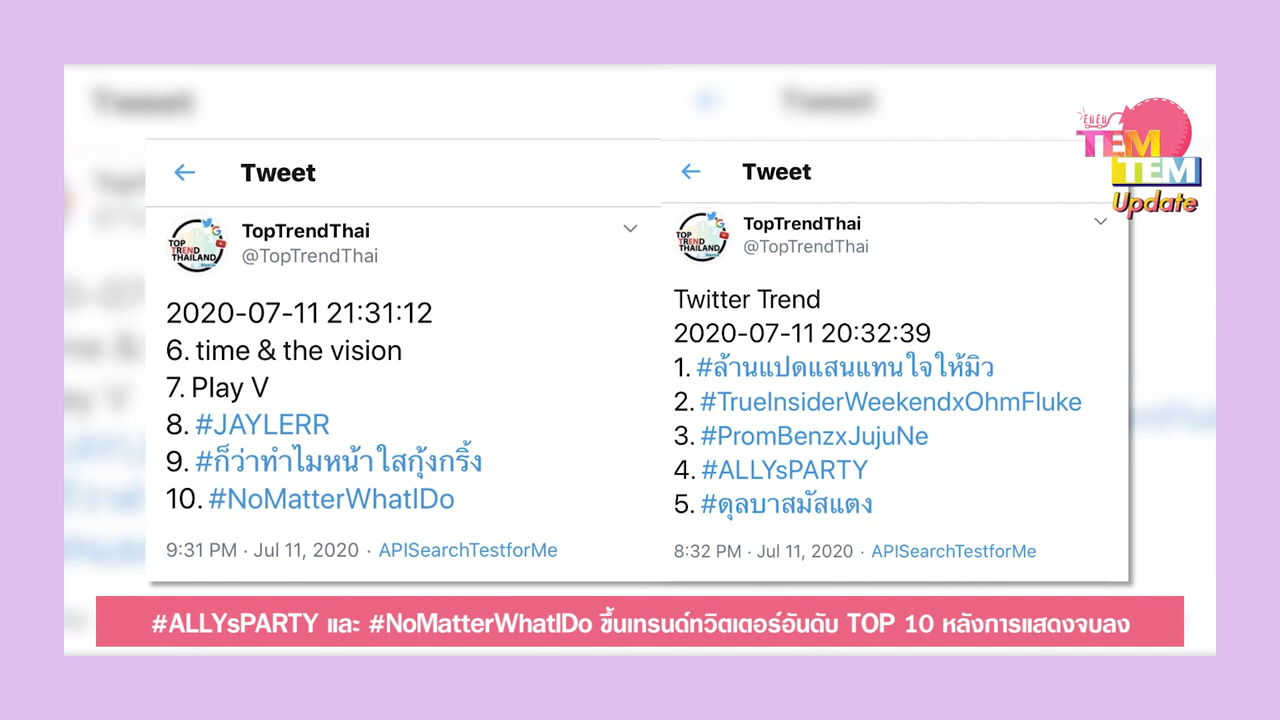 Tweet
TopTrendThai
@TopTrendThai
2020-07-11 21:31:12
6. time & the vision
7. Play V
8. #JAYLERR
9. #ก็ว่าทำไมหน้าใสกุ้งกริ้ง
10. #NoMatterWhatIDo
9:31 PM · Jul 11, 2020 · APISearchTestforMe
Tweet
TopTrendThai
@TopTrendThai
Twitter Trend
2020-07-11 20:32:39
1. #ล้านแปดแสนแทนใจให้มิว
2. #TrueInsiderWeekendxOhmFluke
3. #PromBenzxJujuNe
4. #ALLYsPARTY
5. #ดุลบาสมัสแตง
8:32 PM · Jul 11, 2020 · APISearchTestforMe
TEM
TEM
Update
#ALLYsPARTY และ #NoMatterWhatIDo ขึ้นเทรนด์ทวิตเตอร์อันดับ TOP 10 หลังการแสดงจบลง